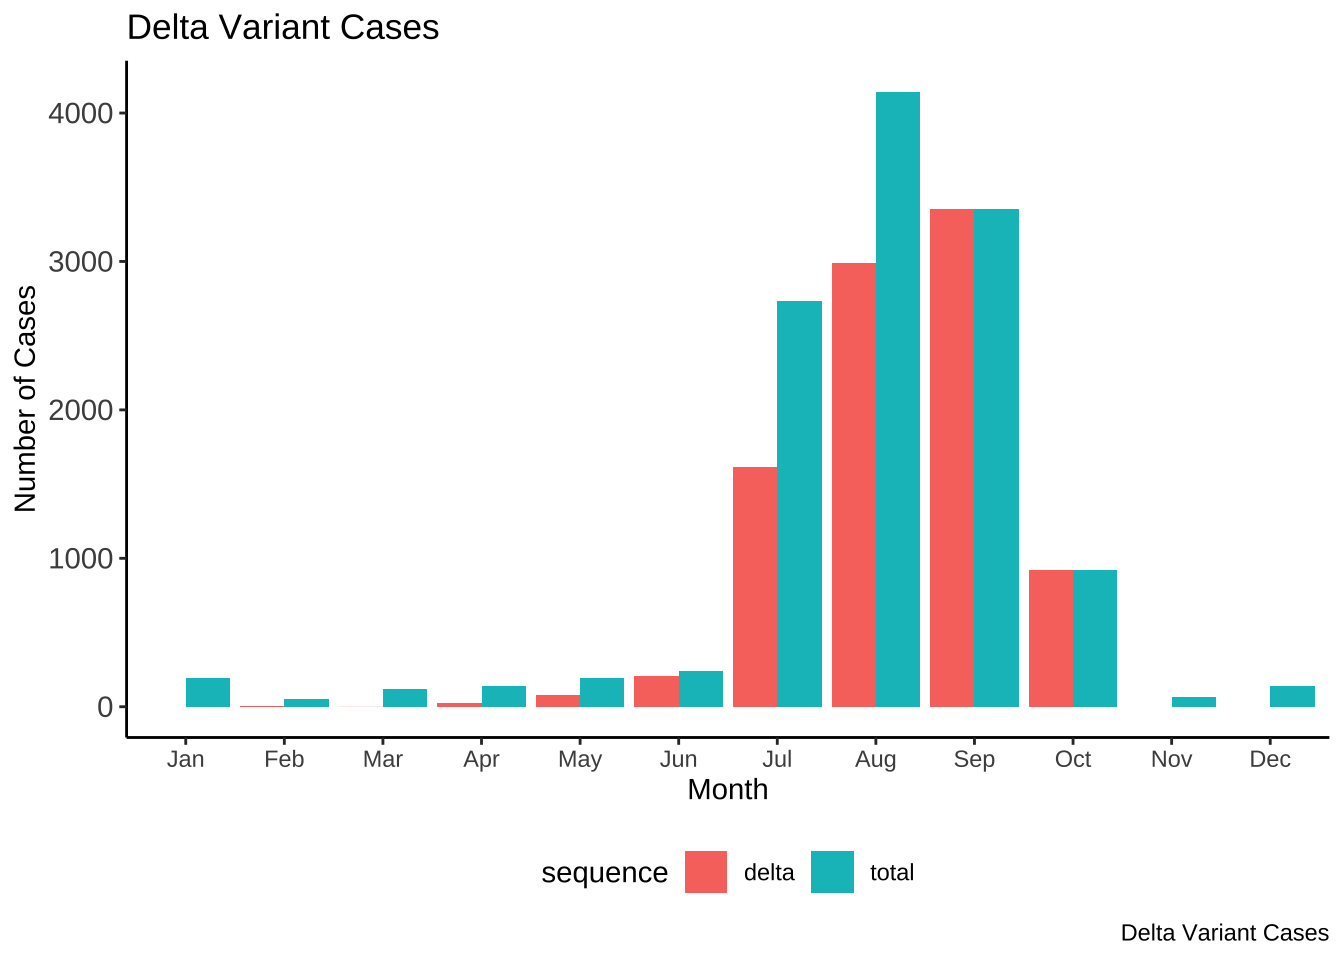 Delta Variant Cases
Number of Cases
4000
3000
2000
1000
0
Jan Feb Mar Apr May Jun Jul Aug Sep Oct Nov Dec
Month
sequence delta total
Delta Variant Cases